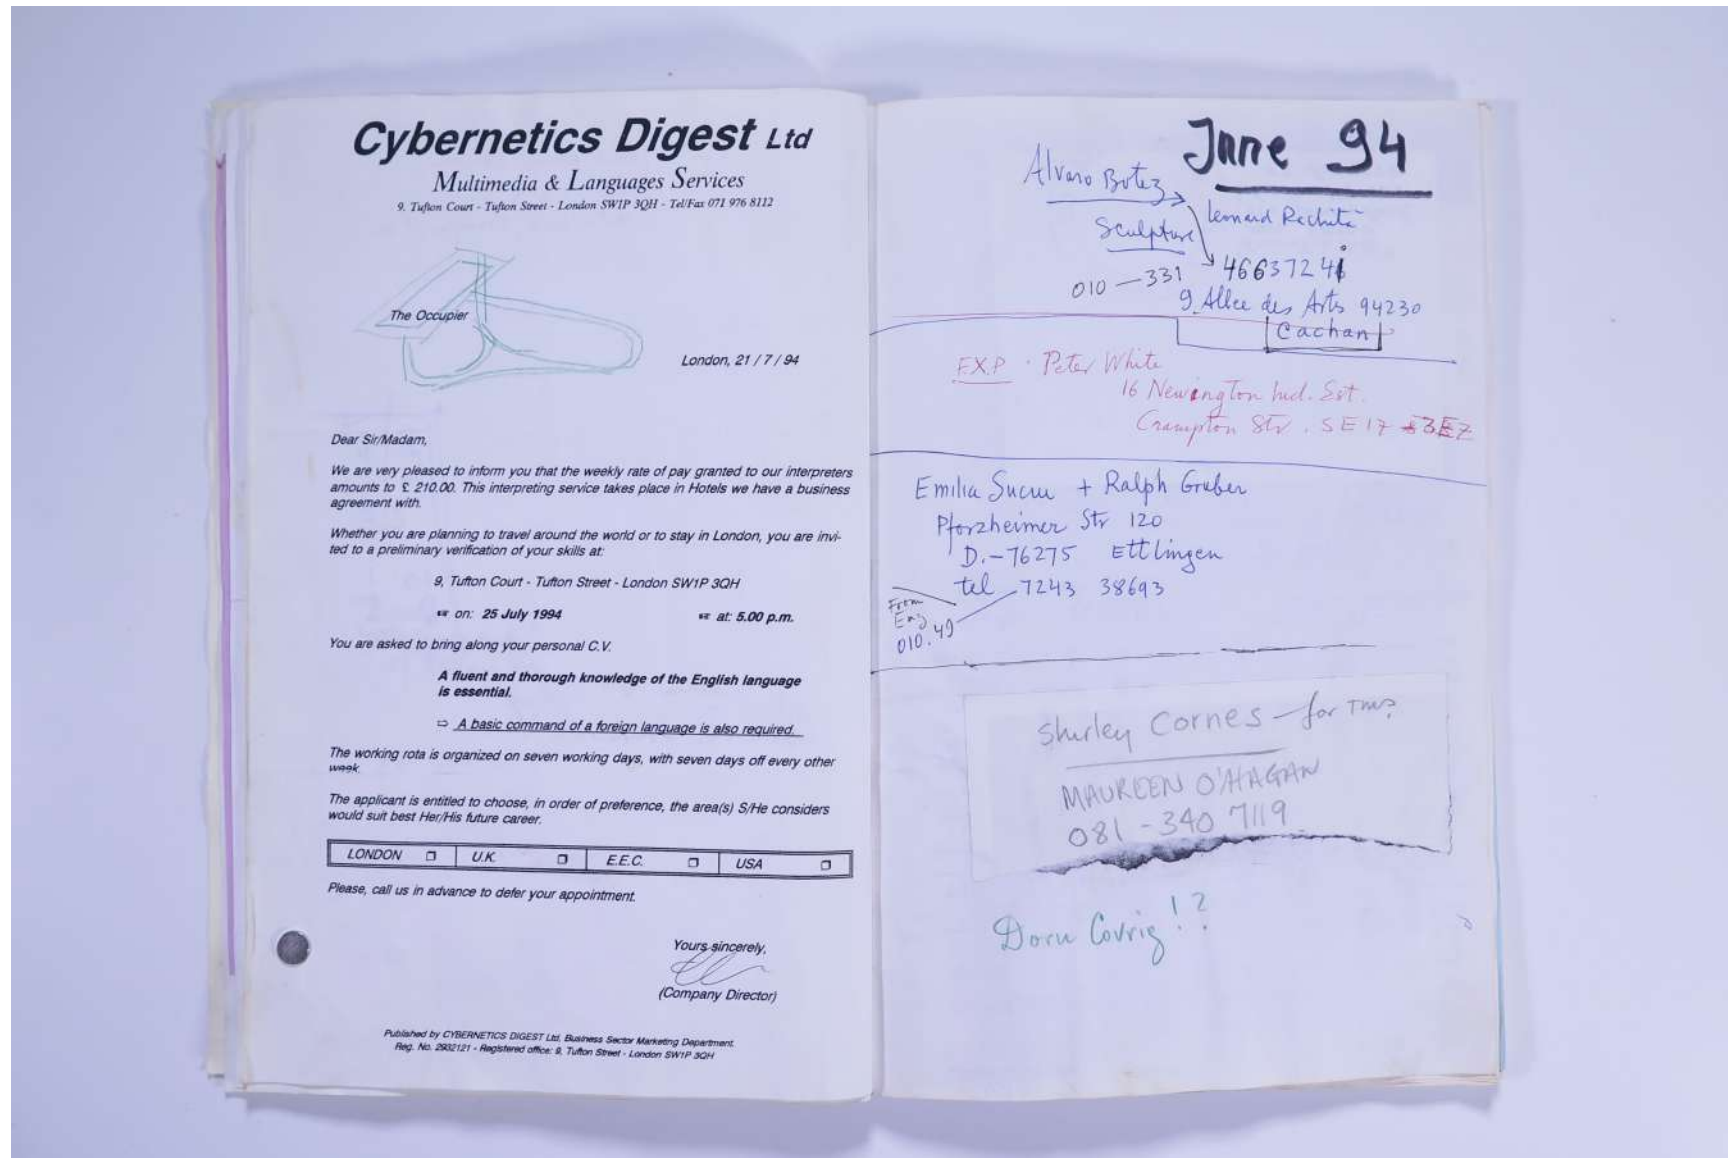 Cybernetics Digest Ltd
Multimedia & Languages Services
9. Tufton Court - Tufton Street - London SW1P 3QH - Tel/Fax 071 976 8112
The Occupier
London, 21 / 7 / 94
Dear Sir/Madam,
We are very pleased to inform you that the weekly rate of pay granted to our interpreters
amounts to £ 210.00. This interpreting service takes place in Hotels we have a business
agreement with.
Whether you are planning to travel around the world or to stay in London, you are invi-
ted to a preliminary verification of your skills at:
9, Tufton Court - Tufton Street - London SW1P 3QH
☞ on: 25 July 1994 ☞ at: 5.00 p.m.
You are asked to bring along your personal C.V.
A fluent and thorough knowledge of the English language
is essential.
⇨ A basic command of a foreign language is also required.
The working rota is organized on seven working days, with seven days off every other
week.
The applicant is entitled to choose, in order of preference, the area(s) S/He considers
would suit best Her/His future career.
LONDON ❒ U.K. ❒ E.E.C. ❒ USA ❒
Please, call us in advance to defer your appointment.
Yours sincerely,
(Company Director)
Published by CYBERNETICS DIGEST Ltd, Business Sector Marketing Department.
Reg. No. 2932121 - Registered office: 9, Tufton Street - London SW1P 3QH
June 94
Alvaro Botez
Leonard Rachita
Sculpture
010 - 331 4663724
9 Allee des Arts 94230
Cachan
EXP. Peter White
16 Newington Ind. Est.
Crampton Str. SE17
Emilia Suciu + Ralph Gruber
Pforzheimer Str 120
D.-76275 Ettlingen
tel 7243 38693
From
Eng
010.49
Shirley Cornes - for
MAUREEN O'HAGAN
081 - 340 7119
Doru Covrig!?